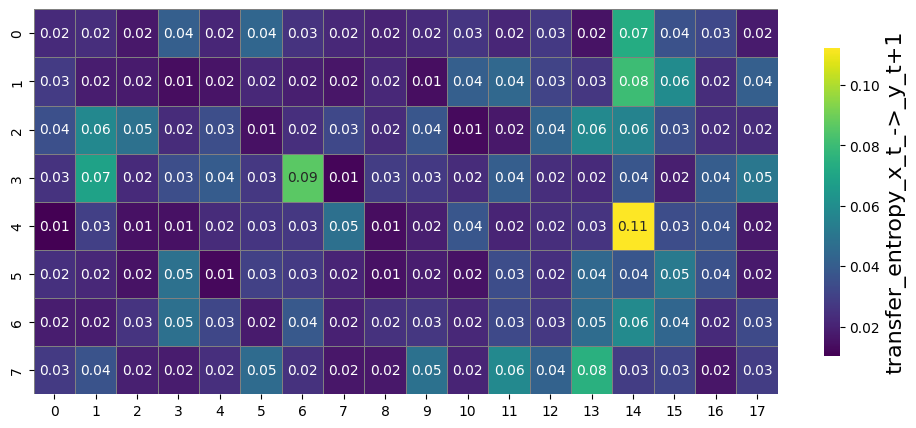 0 0.02 0.02 0.02 0.04 0.02 0.04 0.03 0.02 0.02 0.02 0.03 0.02 0.03 0.02 0.07 0.04 0.03 0.02
1 0.03 0.02 0.02 0.01 0.02 0.02 0.02 0.02 0.02 0.01 0.04 0.04 0.03 0.03 0.08 0.06 0.02 0.04
2 0.04 0.06 0.05 0.02 0.03 0.01 0.02 0.03 0.02 0.04 0.01 0.02 0.04 0.06 0.06 0.03 0.02 0.02
3 0.03 0.07 0.02 0.03 0.04 0.03 0.09 0.01 0.03 0.03 0.02 0.04 0.02 0.02 0.04 0.02 0.04 0.05
4 0.01 0.03 0.01 0.01 0.02 0.03 0.03 0.05 0.01 0.02 0.04 0.02 0.02 0.03 0.11 0.03 0.04 0.02
5 0.02 0.02 0.02 0.05 0.01 0.03 0.03 0.02 0.01 0.02 0.02 0.03 0.02 0.04 0.04 0.05 0.04 0.02
6 0.02 0.02 0.03 0.05 0.03 0.02 0.04 0.02 0.02 0.03 0.02 0.03 0.03 0.05 0.06 0.04 0.02 0.03
7 0.03 0.04 0.02 0.02 0.02 0.05 0.02 0.02 0.02 0.05 0.02 0.06 0.04 0.08 0.03 0.03 0.02 0.03
0 1 2 3 4 5 6 7 8 9 10 11 12 13 14 15 16 17
0.10
0.08
0.06
0.04
0.02
transfer_entropy_x_t_->_y_t+1